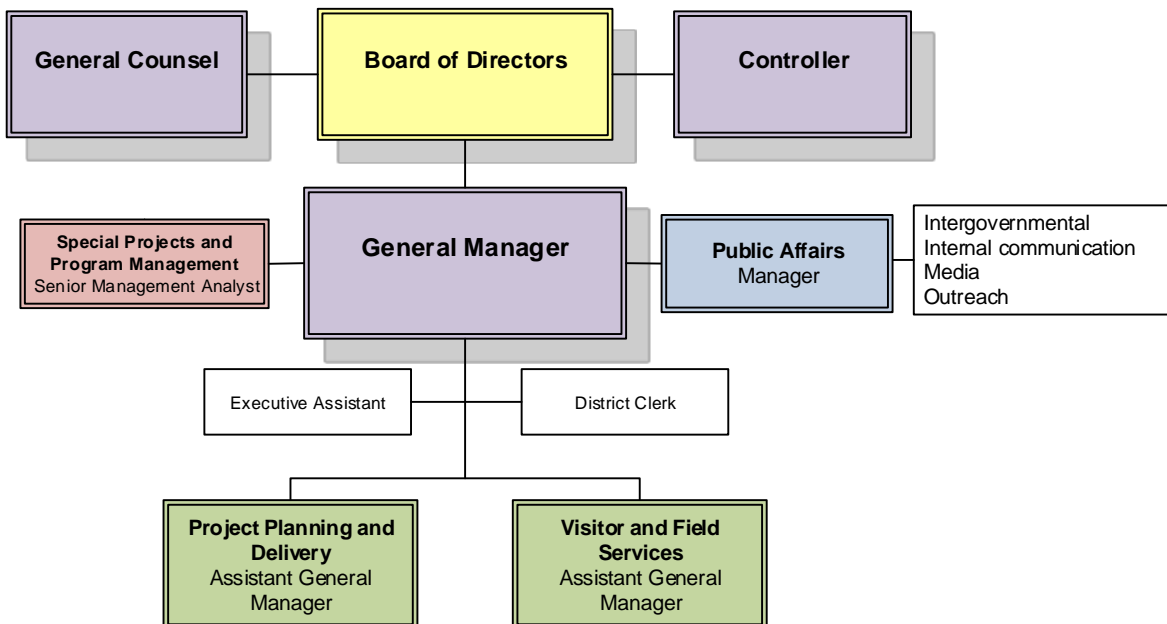 General Counsel
Board of Directors
Controller
Special Projects and
Program Management
Senior Management Analyst
General Manager
Public Affairs
Manager
Intergovernmental
Internal communication
Media
Outreach
Executive Assistant
District Clerk
Project Planning and
Delivery
Assistant General
Manager
Visitor and Field
Services
Assistant General
Manager